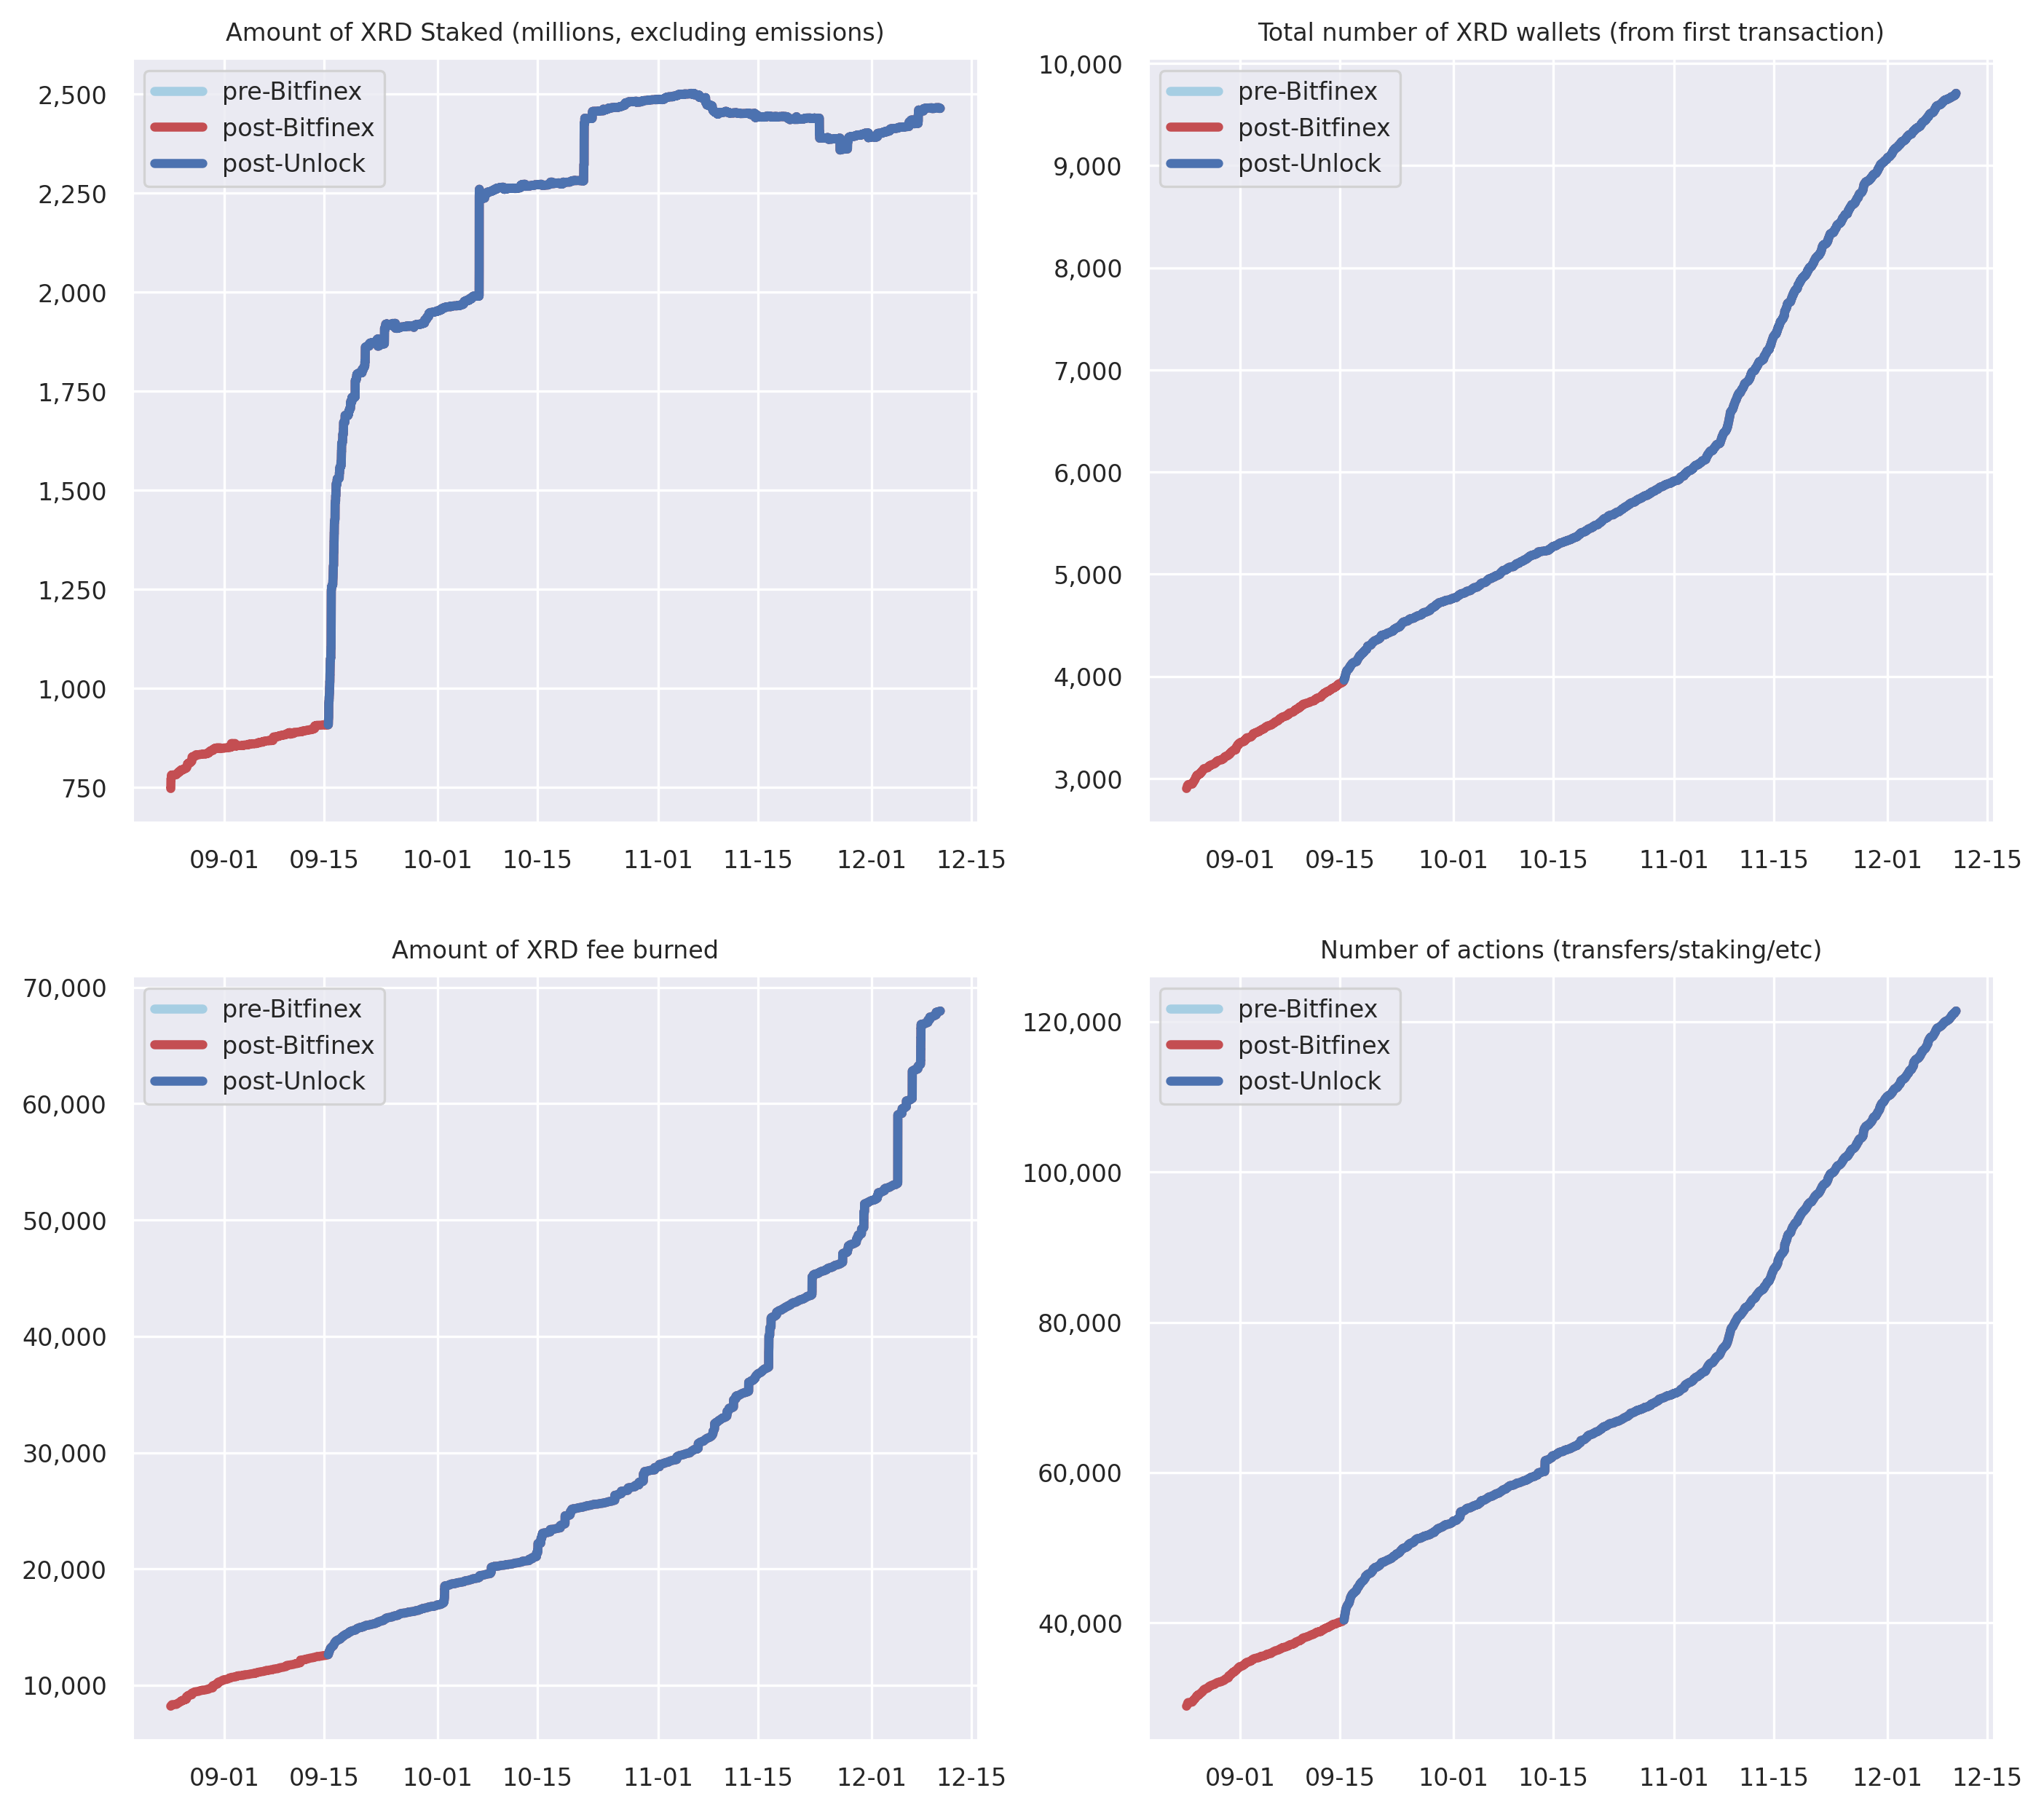 Amount of XRD Staked (millions, excluding emissions)
2,500
2,250
2,000
1,750
1,500
1,250
1,000
750
pre-Bitfinex
post-Bitfinex
post-Unlock
09-01 09-15 10-01 10-15 11-01 11-15 12-01 12-15
Total number of XRD wallets (from first transaction)
10,000
9,000
8,000
7,000
6,000
5,000
4,000
3,000
pre-Bitfinex
post-Bitfinex
post-Unlock
09-01 09-15 10-01 10-15 11-01 11-15 12-01 12-15
Amount of XRD fee burned
70,000
60,000
50,000
40,000
30,000
20,000
10,000
pre-Bitfinex
post-Bitfinex
post-Unlock
09-01 09-15 10-01 10-15 11-01 11-15 12-01 12-15
Number of actions (transfers/staking/etc)
120,000
100,000
80,000
60,000
40,000
pre-Bitfinex
post-Bitfinex
post-Unlock
09-01 09-15 10-01 10-15 11-01 11-15 12-01 12-15